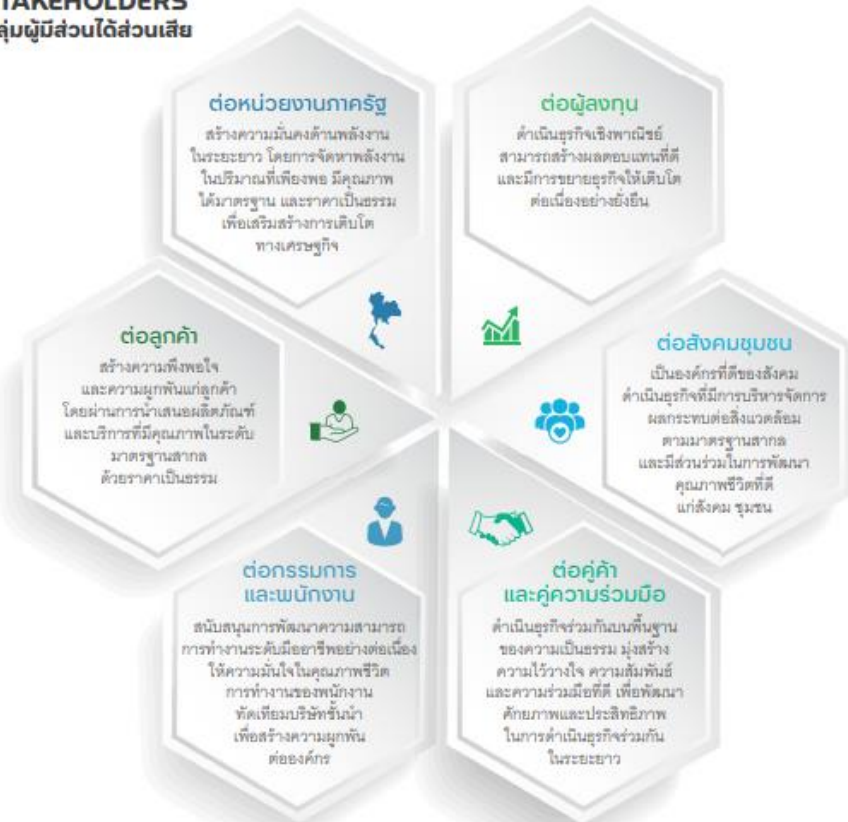 TAKEHOLDERS
ลุ่มผู้มีส่วนได้ส่วนเสีย
ต่อหน่วยงานภาครัฐ
สร้างความมั่นคงด้านพลังงาน
ในระยะยาว โดยการจัดหาพลังงาน
ในปริมาณที่เพียงพอ มีคุณภาพ
ได้มาตรฐาน และราคาเป็นธรรม
เพื่อเสริมสร้างการเติบโต
ทางเศรษฐกิจ
ต่อผู้ลงทุน
ดำเนินธุรกิจเชิงพาณิชย์
สามารถสร้างผลตอบแทนที่ดี
และมีการขยายธุรกิจให้เติบโต
ต่อเนื่องอย่างยั่งยืน
ต่อลูกค้า
สร้างความพึงพอใจ
และความผูกพันแก่ลูกค้า
โดยผ่านการนำเสนอผลิตภัณฑ์
และบริการที่มีคุณภาพในระดับ
มาตรฐานสากล
ด้วยราคาเป็นธรรม
ต่อสังคมชุมชน
เป็นองค์กรที่ดีของสังคม
ดำเนินธุรกิจที่มีการบริหารจัดการ
ผลกระทบต่อสิ่งแวดล้อม
ตามมาตรฐานสากล
และมีส่วนร่วมในการพัฒนา
คุณภาพชีวิตที่ดี
แก่สังคม ชุมชน
ต่อกรรมการ
และพนักงาน
สนับสนุนการพัฒนาความสามารถ
การทำงานระดับมืออาชีพอย่างต่อเนื่อง
ให้ความมั่นใจในคุณภาพชีวิต
การทำงานของพนักงาน
ทัดเทียมบริษัทชั้นนำ
เพื่อสร้างความผูกพัน
ต่อองค์กร
ต่อคู่ค้า
และคู่ความร่วมมือ
ดำเนินธุรกิจร่วมกันบนพื้นฐาน
ของความเป็นธรรม มุ่งสร้าง
ความไว้วางใจ ความสัมพันธ์
และความร่วมมือที่ดี เพื่อพัฒนา
ศักยภาพและประสิทธิภาพ
ในการดำเนินธุรกิจร่วมกัน
ในระยะยาว